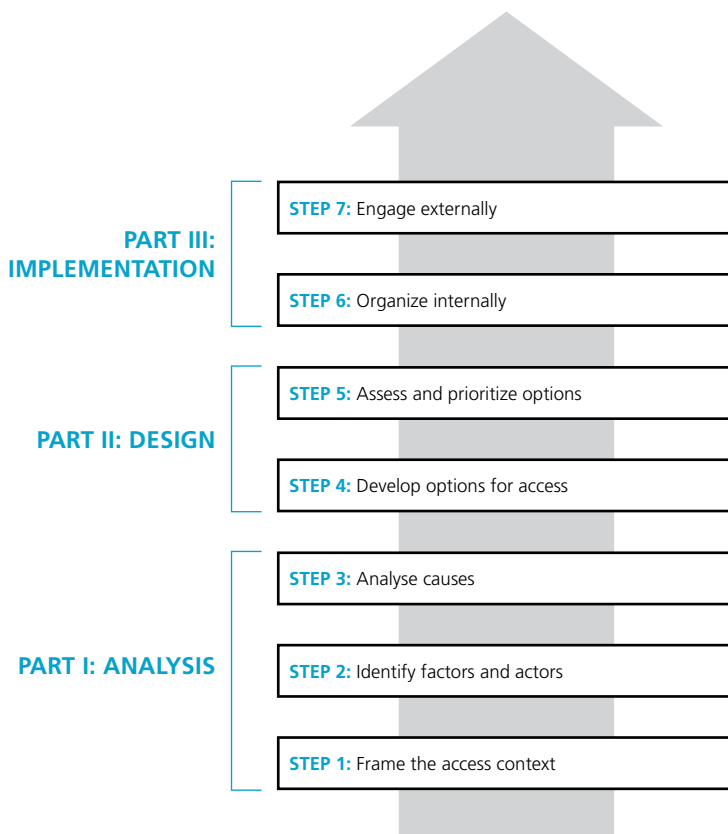 PART III:
IMPLEMENTATION
STEP 7: Engage externally
STEP 6: Organize internally
PART II: DESIGN
STEP 5: Assess and prioritize options
STEP 4: Develop options for access
PART I: ANALYSIS
STEP 3: Analyse causes
STEP 2: Identify factors and actors
STEP 1: Frame the access context